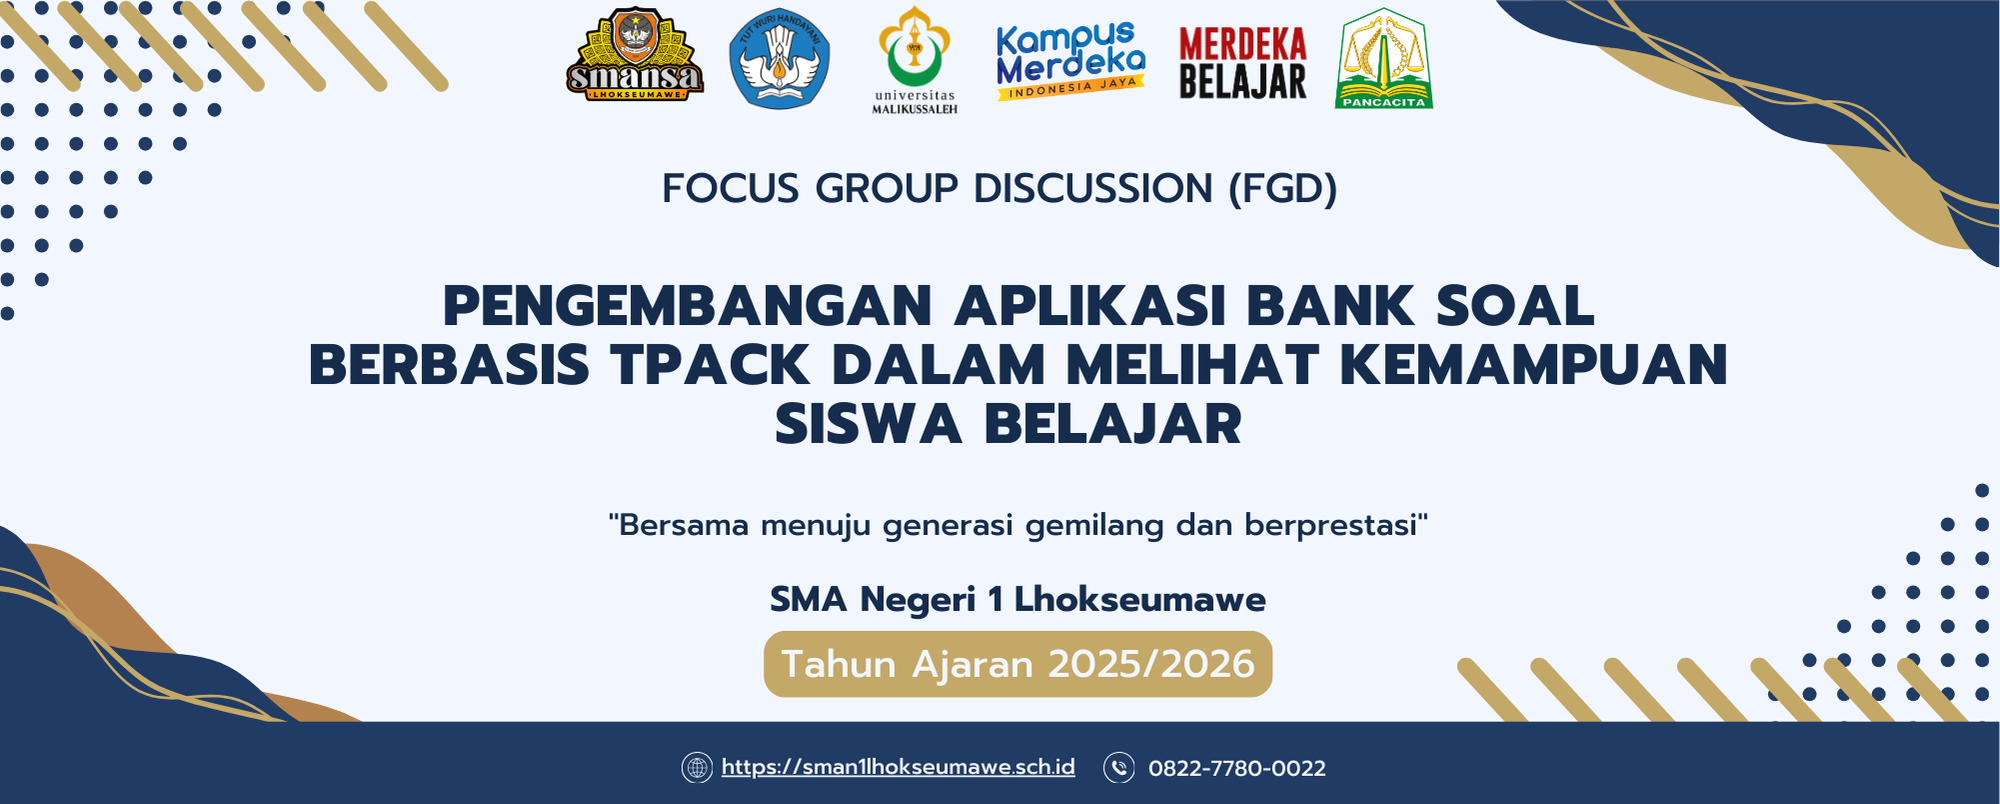 smansa
LHOKSEUMAWE
TUT WURI HANDAYANI
universitas
MALIKUSSALEH
Kampus
Merdeka
INDONESIA JAYA
MERDEKA
BELAJAR
PANCACITA
FOCUS GROUP DISCUSSION (FGD)
PENGEMBANGAN APLIKASI BANK SOAL
BERBASIS TPACK DALAM MELIHAT KEMAMPUAN
SISWA BELAJAR
"Bersama menuju generasi gemilang dan berprestasi"
SMA Negeri 1 Lhokseumawe
Tahun Ajaran 2025/2026
https://sman1lhokseumawe.sch.id 0822-7780-0022